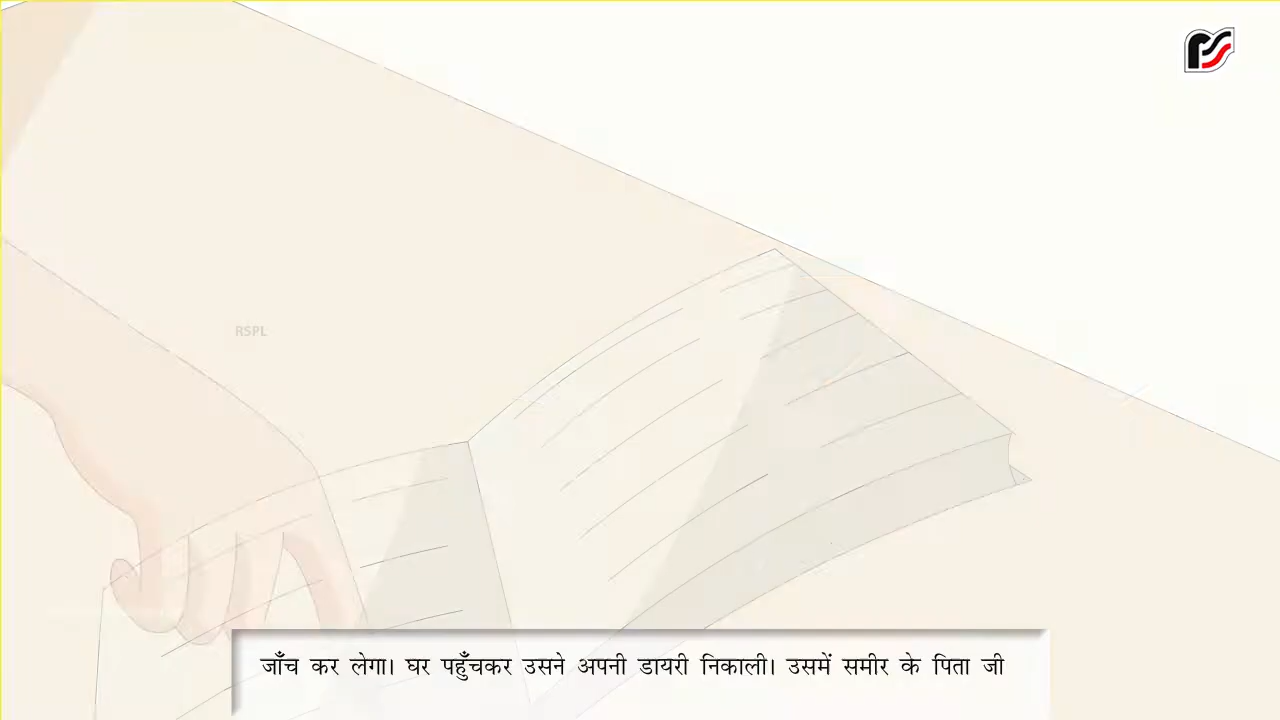 RSPL
जाँच कर लेगा। घर पहुँचकर उसने अपनी डायरी निकाली। उसमें समीर के पिता जी